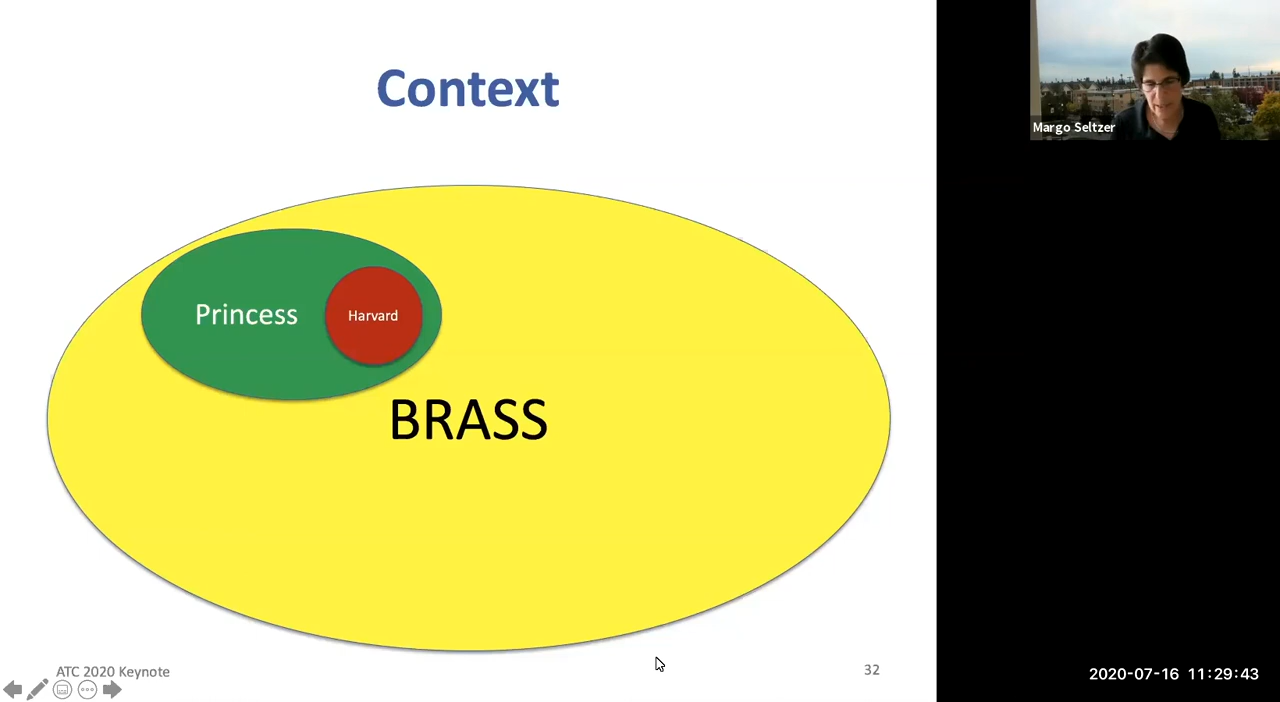 Context
Margo Seltzer
Princess
Harvard
BRASS
ATC 2020 Keynote
32
2020-07-16 11:29:43